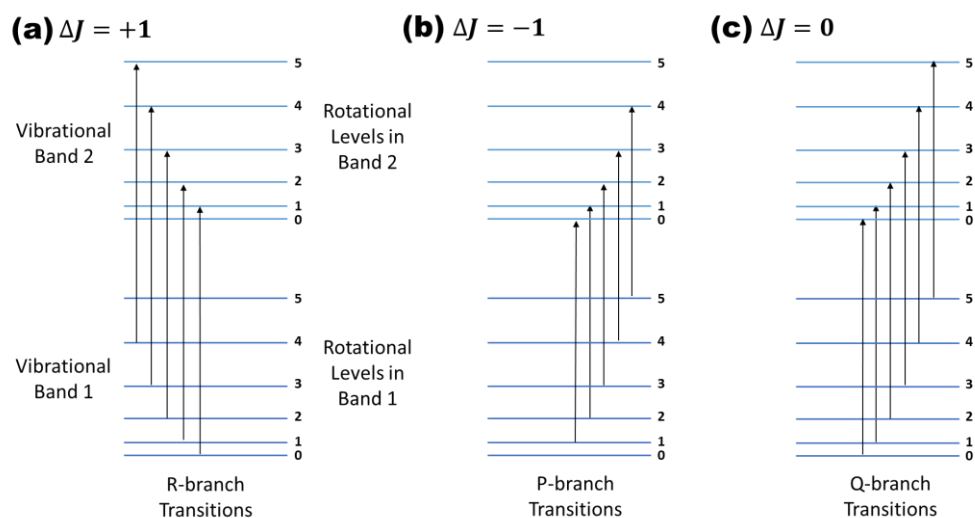 (a) ΔJ = +1
5
4
Vibrational
Band 2
3
2
1
0
5
4
Vibrational
Band 1
3
2
1
0
R-branch
Transitions
(b) ΔJ = −1
5
4
Rotational
Levels in
Band 2
3
2
1
0
5
4
Rotational
Levels in
Band 1
3
2
1
0
P-branch
Transitions
(c) ΔJ = 0
5
4
3
2
1
0
5
4
3
2
1
0
Q-branch
Transitions